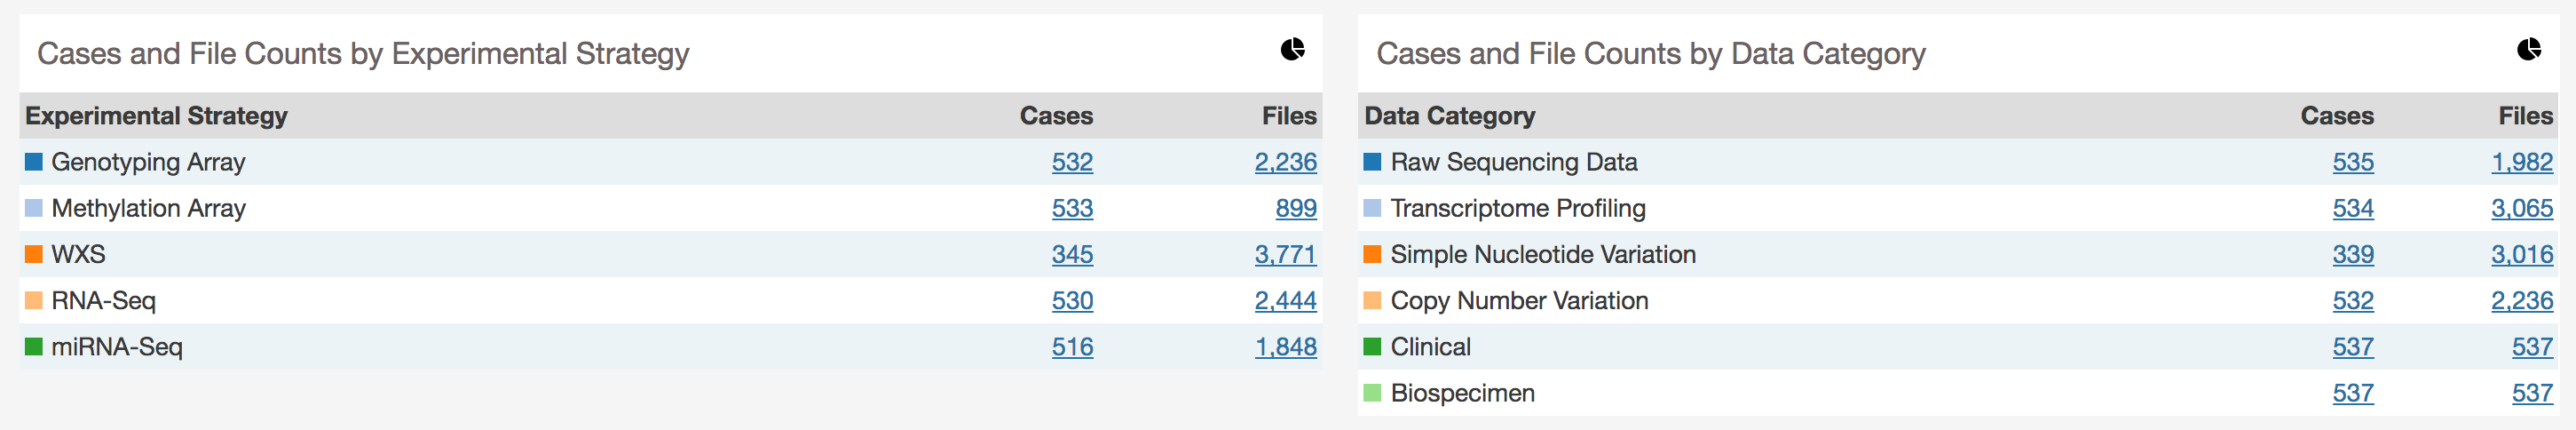 Cases and File Counts by Experimental Strategy
Experimental Strategy Cases Files
Genotyping Array 532 2,236
Methylation Array 533 899
WXS 345 3,771
RNA-Seq 530 2,444
miRNA-Seq 516 1,848
Cases and File Counts by Data Category
Data Category Cases Files
Raw Sequencing Data 535 1,982
Transcriptome Profiling 534 3,065
Simple Nucleotide Variation 339 3,016
Copy Number Variation 532 2,236
Clinical 537 537
Biospecimen 537 537